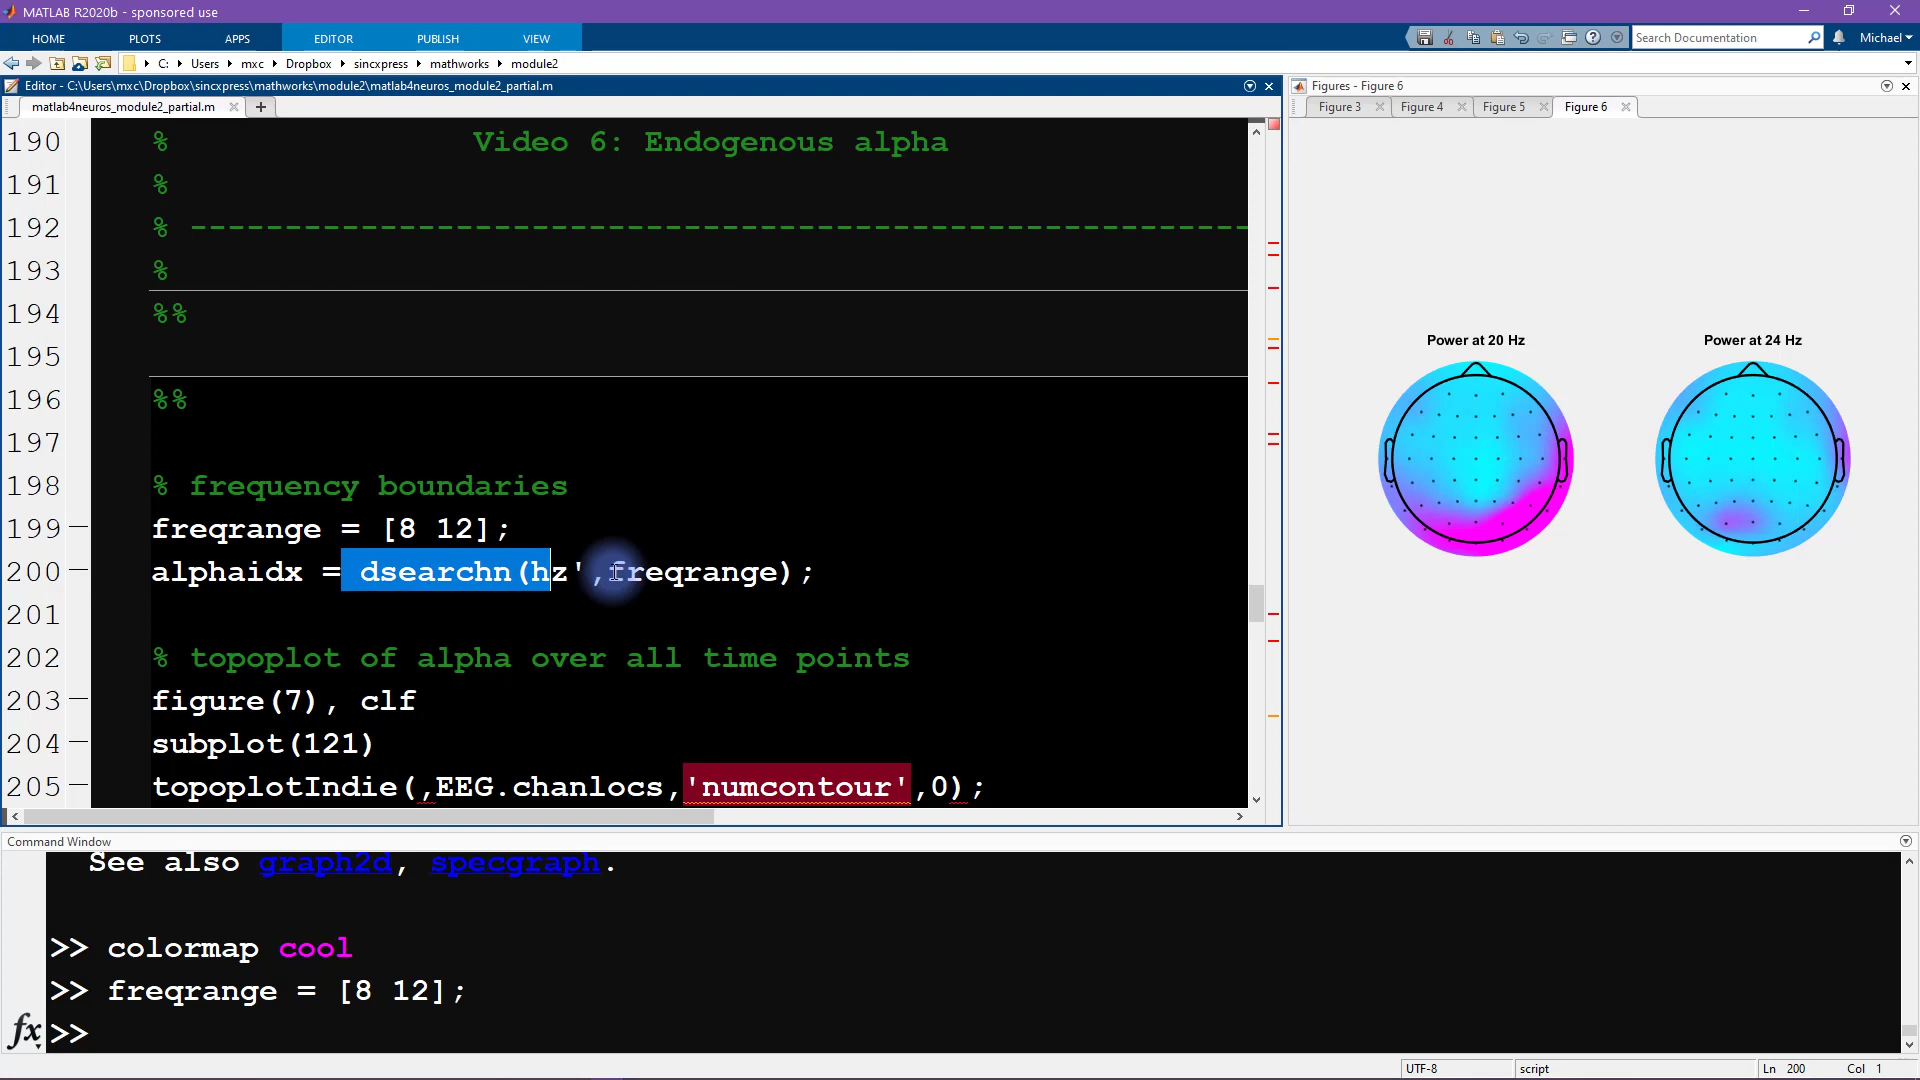 MATLAB R2020b - sponsored use
HOME PLOTS APPS EDITOR PUBLISH VIEW
Search Documentation Michael
C: Users mxc Dropbox sincxpress mathworks module2
Editor - C:\Users\mxc\Dropbox\sincxpress\mathworks\module2\matlab4neuros_module2_partial.m
matlab4neuros_module2_partial.m
190 % Video 6: Endogenous alpha
191 %
192 % --------------------------------------------------------
193 %
194 %%
195
196 %%
197
198 % frequency boundaries
199 freqrange = [8 12];
200 alphaidx = dsearchn(hz',freqrange);
201
202 % topoplot of alpha over all time points
203 figure(7), clf
204 subplot(121)
205 topoplotIndie(,EEG.chanlocs,'numcontour',0);
Figures - Figure 6
Figure 3 Figure 4 Figure 5 Figure 6
Power at 20 Hz
Power at 24 Hz
Command Window
See also graph2d, specgraph.
>> colormap cool
>> freqrange = [8 12];
fx >>
UTF-8 script Ln 200 Col 1